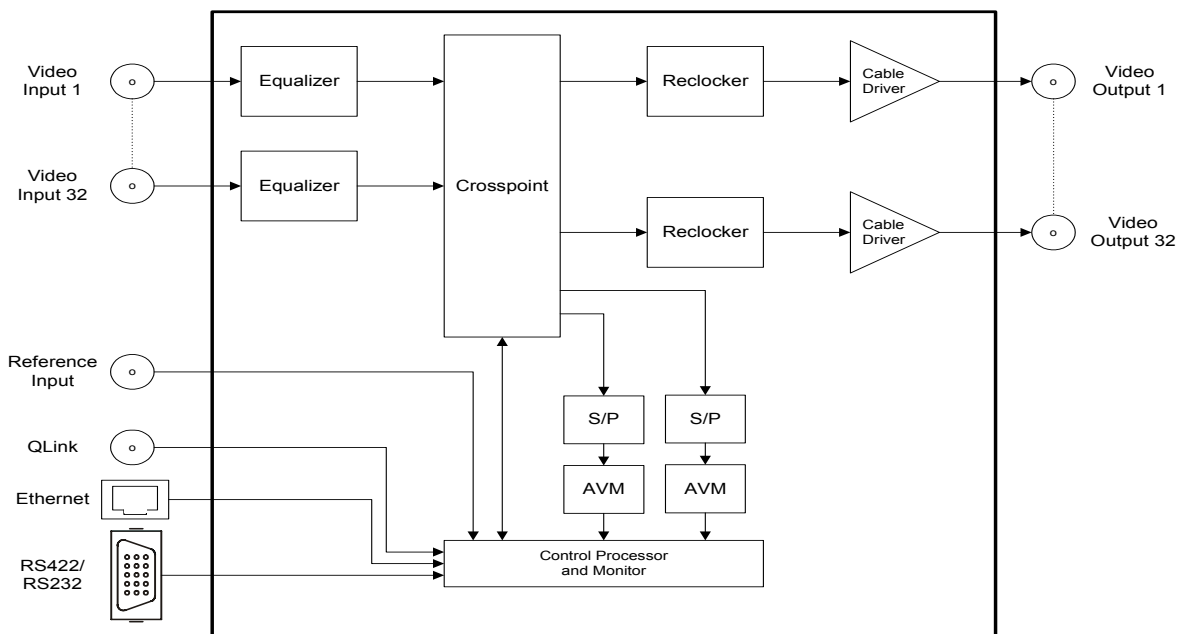 Video
Input 1
Equalizer
Reclocker
Cable
Driver
Video
Output 1
Video
Input 32
Equalizer
Crosspoint
Reclocker
Cable
Driver
Video
Output 32
Reference
Input
S/P
S/P
QLink
AVM
AVM
Ethernet
Control Processor
and Monitor
RS422/
RS232